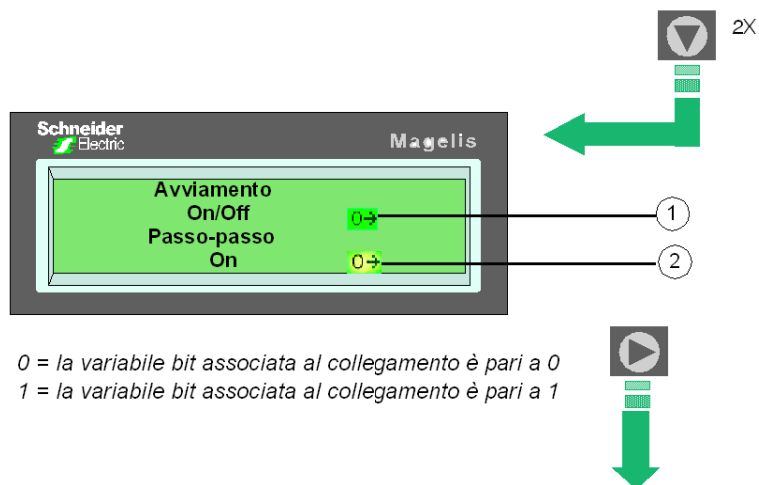 2X
Schneider
Electric
Magelis
Avviamento
On/Off
0→
1
Passo-passo
On
0→
2
0 = la variabile bit associata al collegamento è pari a 0
1 = la variabile bit associata al collegamento è pari a 1